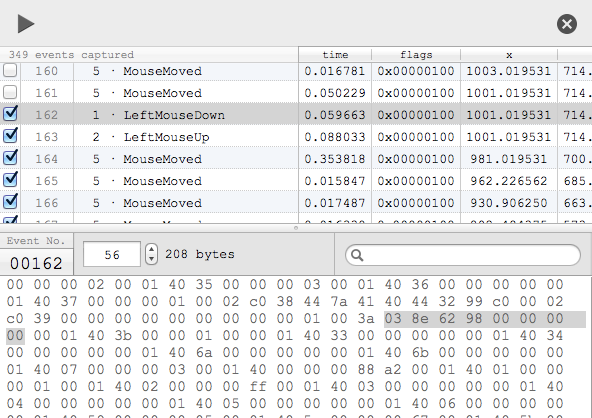 349 events captured time flags x
160 5 · MouseMoved 0.016781 0x00000100 1003.019531 714.
161 5 · MouseMoved 0.050229 0x00000100 1001.019531 714.
162 1 · LeftMouseDown 0.059663 0x00000100 1001.019531 714.
163 2 · LeftMouseUp 0.088033 0x00000100 1001.019531 714.
164 5 · MouseMoved 0.353818 0x00000100 981.019531 700.
165 5 · MouseMoved 0.015847 0x00000100 962.226562 685.
166 5 · MouseMoved 0.017487 0x00000100 930.906250 663.
Event No.
00162 56 208 bytes
00 00 00 02 00 01 40 35 00 00 00 03 00 01 40 36 00 00 00 00
01 40 37 00 00 00 01 00 02 c0 38 44 7a 41 40 44 32 99 c0 00 02
c0 39 00 00 00 00 00 00 00 00 00 01 00 3a 03 8e 62 98 00 00 00
00 00 01 40 3b 00 00 01 00 00 01 40 33 00 00 00 00 00 01 40 34
00 00 00 00 00 01 40 6a 00 00 00 00 00 01 40 6b 00 00 00 00
01 40 07 00 00 00 03 00 01 40 00 00 00 88 a2 00 01 40 01 00
00 01 00 01 40 02 00 00 00 ff 00 01 40 03 00 00 00 00 00 01 40
04 00 00 00 00 00 01 40 05 00 00 00 00 00 01 40 06 00 00 00